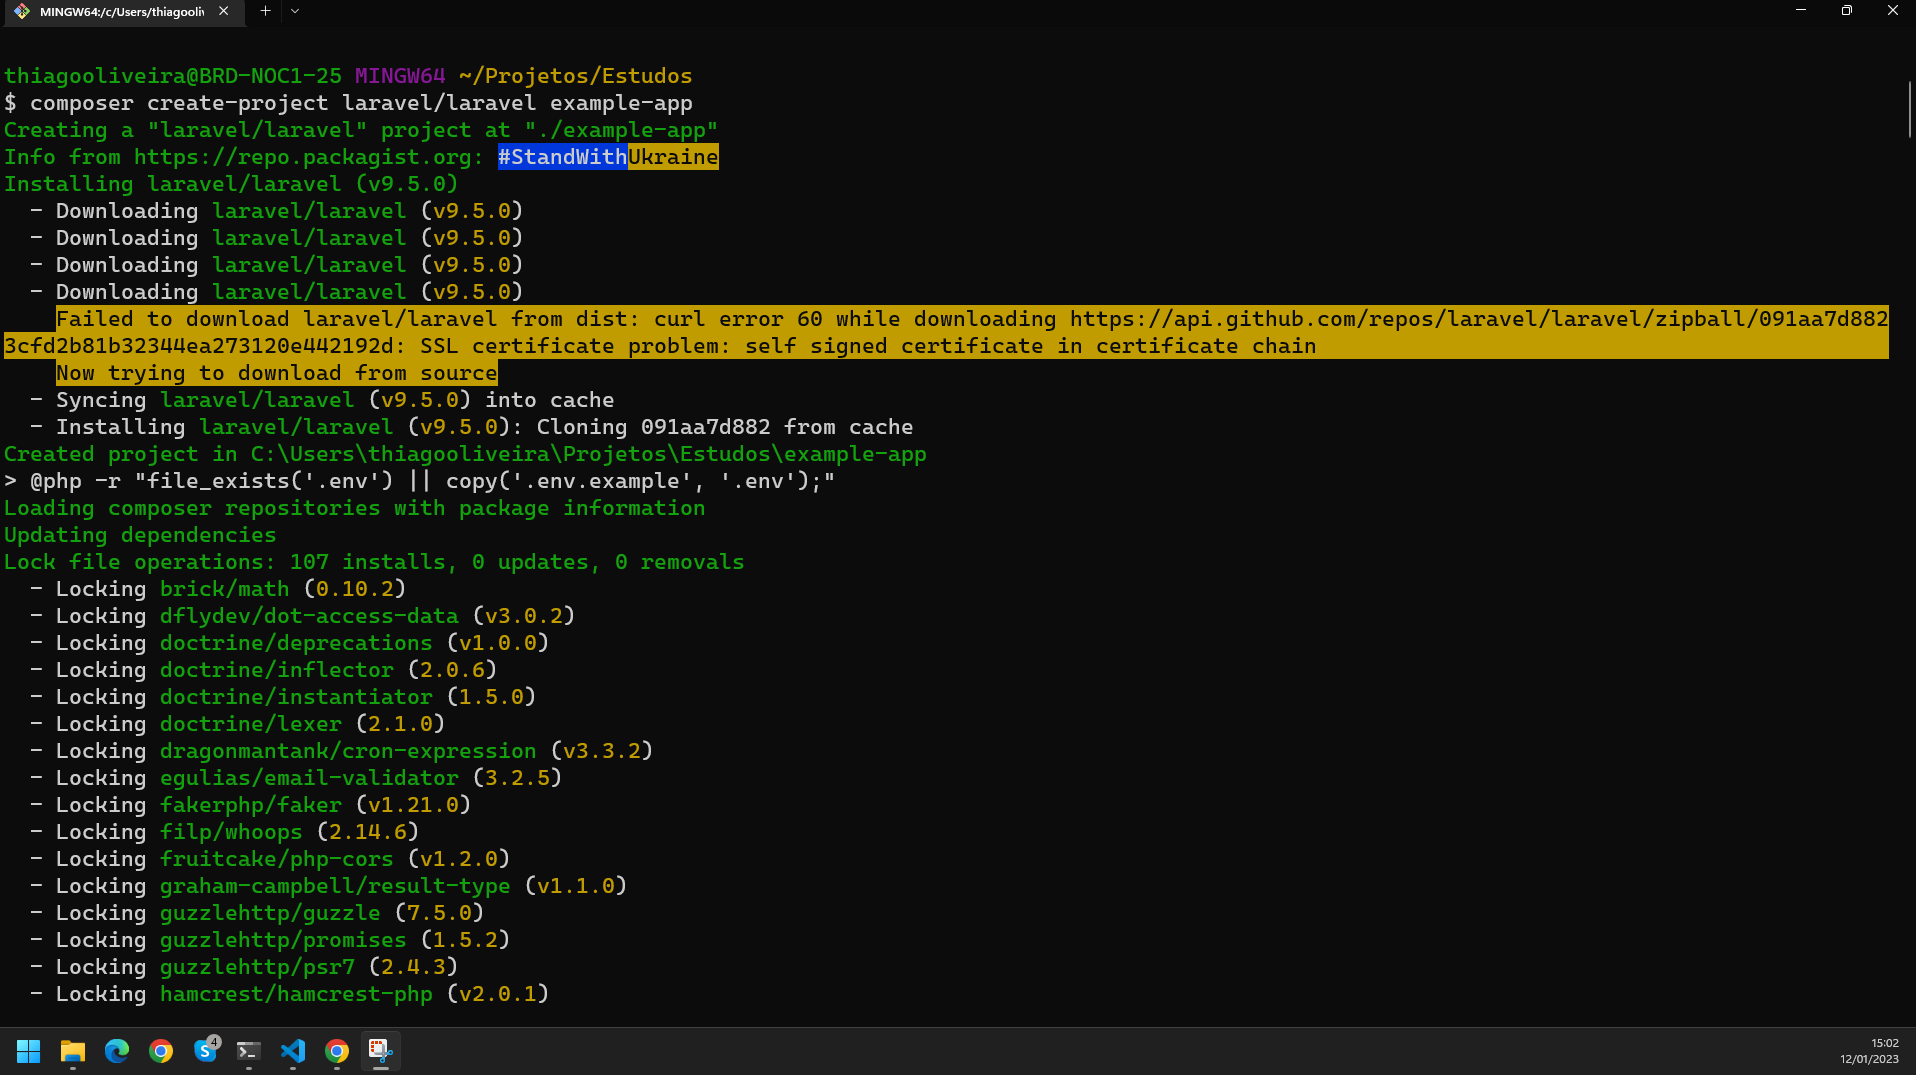 MINGW64:/c/Users/thiagooliv
thiagooliveira@BRD-NOC1-25 MINGW64 ~/Projetos/Estudos
$ composer create-project laravel/laravel example-app
Creating a "laravel/laravel" project at "./example-app"
Info from https://repo.packagist.org: #StandWithUkraine
Installing laravel/laravel (v9.5.0)
- Downloading laravel/laravel (v9.5.0)
- Downloading laravel/laravel (v9.5.0)
- Downloading laravel/laravel (v9.5.0)
- Downloading laravel/laravel (v9.5.0)
Failed to download laravel/laravel from dist: curl error 60 while downloading https://api.github.com/repos/laravel/laravel/zipball/091aa7d882
3cfd2b81b32344ea273120e442192d: SSL certificate problem: self signed certificate in certificate chain
Now trying to download from source
- Syncing laravel/laravel (v9.5.0) into cache
- Installing laravel/laravel (v9.5.0): Cloning 091aa7d882 from cache
Created project in C:\Users\thiagooliveira\Projetos\Estudos\example-app
> @php -r "file_exists('.env') || copy('.env.example', '.env');"
Loading composer repositories with package information
Updating dependencies
Lock file operations: 107 installs, 0 updates, 0 removals
- Locking brick/math (0.10.2)
- Locking dflydev/dot-access-data (v3.0.2)
- Locking doctrine/deprecations (v1.0.0)
- Locking doctrine/inflector (2.0.6)
- Locking doctrine/instantiator (1.5.0)
- Locking doctrine/lexer (2.1.0)
- Locking dragonmantank/cron-expression (v3.3.2)
- Locking egulias/email-validator (3.2.5)
- Locking fakerphp/faker (v1.21.0)
- Locking filp/whoops (2.14.6)
- Locking fruitcake/php-cors (v1.2.0)
- Locking graham-campbell/result-type (v1.1.0)
- Locking guzzlehttp/guzzle (7.5.0)
- Locking guzzlehttp/promises (1.5.2)
- Locking guzzlehttp/psr7 (2.4.3)
- Locking hamcrest/hamcrest-php (v2.0.1)
4
15:02
12/01/2023